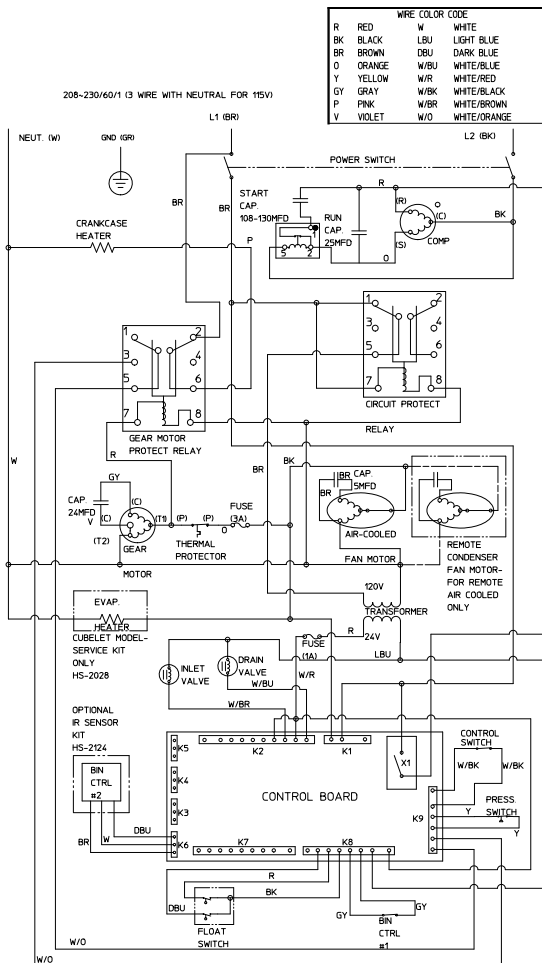 WIRE COLOR CODE
R RED W WHITE
BK BLACK LBU LIGHT BLUE
BR BROWN DBU DARK BLUE
O ORANGE W/BU WHITE/BLUE
Y YELLOW W/R WHITE/RED
GY GRAY W/BK WHITE/BLACK
P PINK W/BR WHITE/BROWN
V VIOLET W/O WHITE/ORANGE
208~230/60/1 (3 WIRE WITH NEUTRAL FOR 115V)
L1 (BR)
NEUT. (W)
GND (GR)
L2 (BK)
POWER SWITCH
BR
BR
START
CAP.
108-130MFD
R
RUN
CAP.
25MFD
(R)
(C)
(S)
COMP
BK
1
5 2
O
CRANKCASE
HEATER
P
1 2
3 4
5 6
7 8
GEAR MOTOR
PROTECT RELAY
1 2
3 4
5 6
7 8
CIRCUIT PROTECT
RELAY
R
W
BR
BK
GY
CAP.
24MFD
V
(C)
(C)
(T1)
(T2)
GEAR
MOTOR
(P) (P)
THERMAL
PROTECTOR
FUSE
(3A)
O
BR
CAP.
5MFD
BR
AIR-COOLED
FAN MOTOR
REMOTE
CONDENSER
FAN MOTOR-
FOR REMOTE
AIR COOLED
ONLY
120V
TRANSFORMER
24V
R
FUSE
(1A)
LBU
EVAP.
HEATER
CUBELET MODEL-
SERVICE KIT
ONLY
HS-2028
INLET
VALVE
DRAIN
VALVE
W/BU
W/R
W/BR
OPTIONAL
IR SENSOR
KIT
HS-2124
BIN
CTRL
#2
DBU
W
BR
K5
K4
K3
K6
K2
K1
X1
CONTROL BOARD
K7
K8
K9
CONTROL
SWITCH
W/BK
W/BK
Y
PRESS.
SWITCH
Y
R
BK
DBU
FLOAT
SWITCH
GY
GY
BIN
CTRL
#1
W/O
W/O